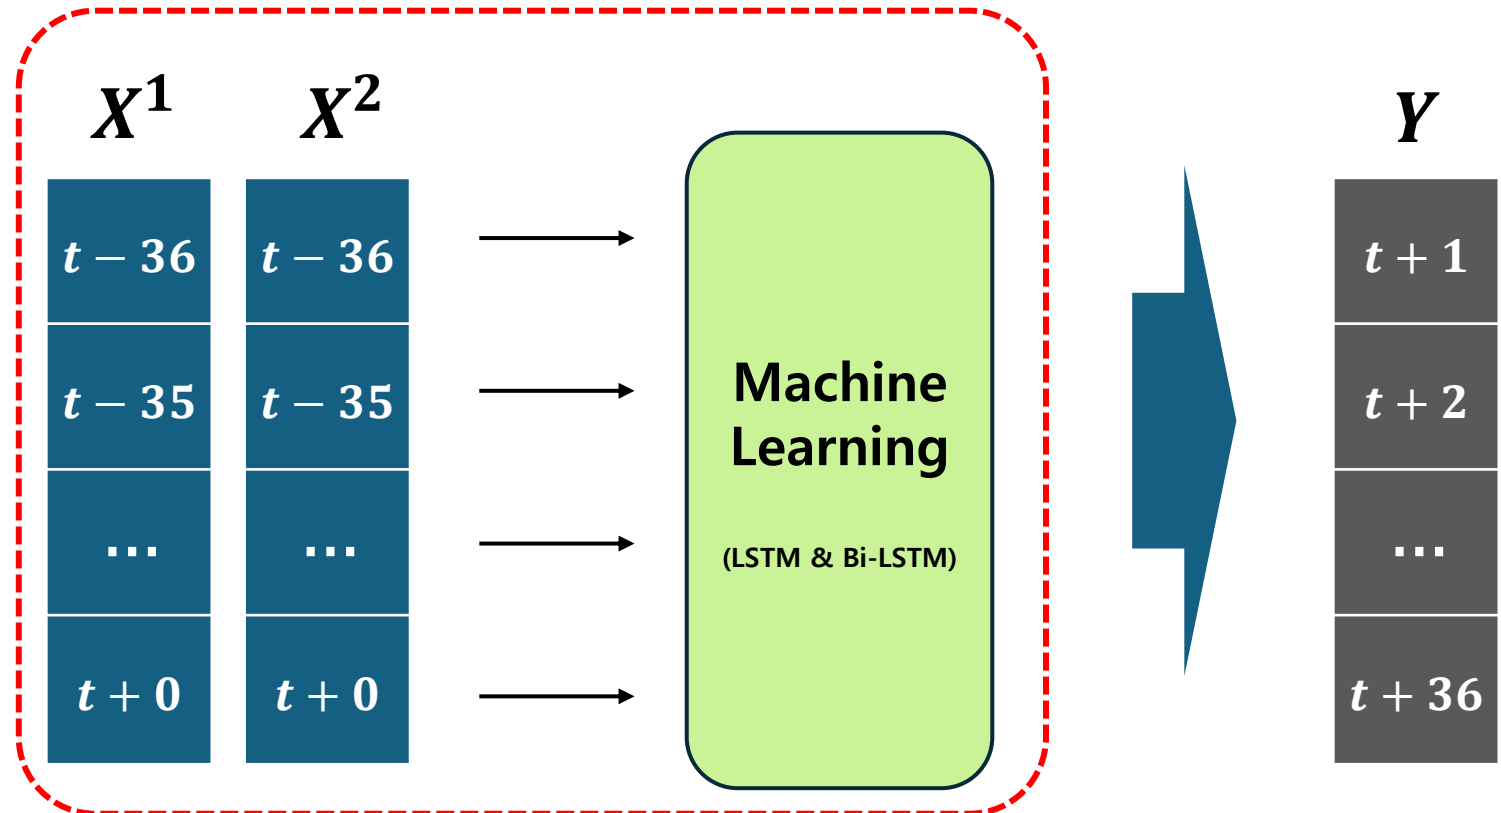 X¹ X² Y
t − 36 t − 36 t + 1
t − 35 t − 35 t + 2
... ... ...
t + 0 t + 0 t + 36
Machine
Learning
(LSTM & Bi-LSTM)